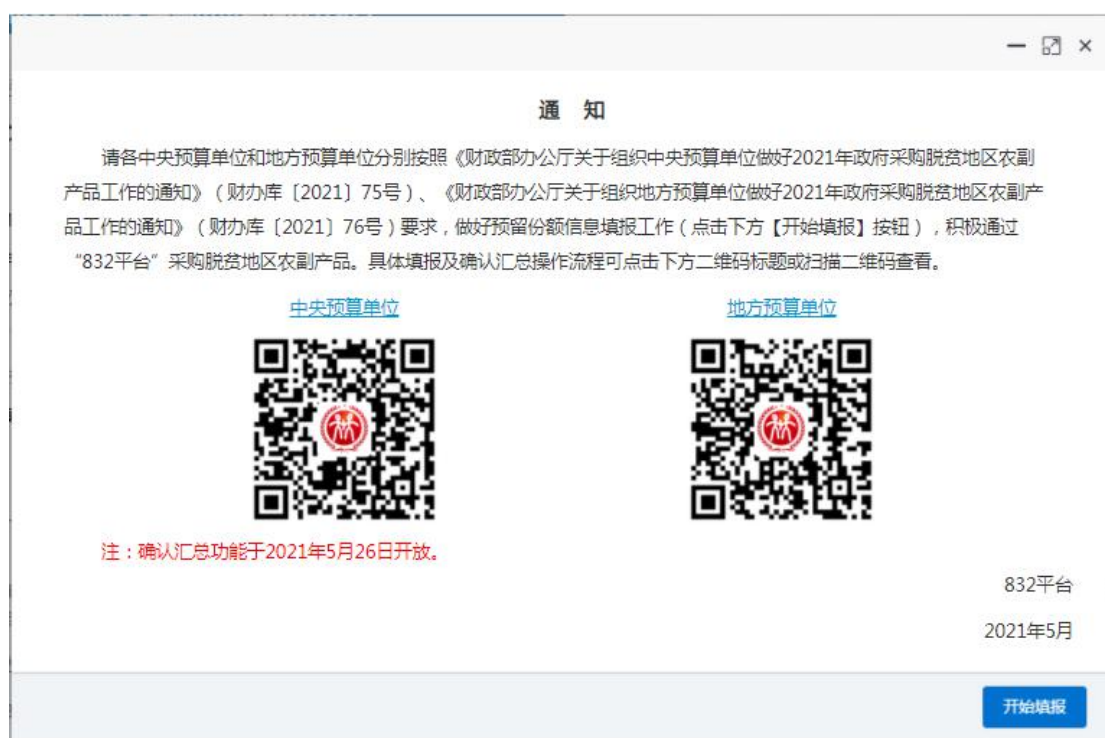 通 知
请各中央预算单位和地方预算单位分别按照《财政部办公厅关于组织中央预算单位做好2021年政府采购脱贫地区农副
产品工作的通知》（财办库〔2021〕75号）、《财政部办公厅关于组织地方预算单位做好2021年政府采购脱贫地区农副产
品工作的通知》（财办库〔2021〕76号）要求，做好预留份额信息填报工作（点击下方【开始填报】按钮），积极通过
“832平台”采购脱贫地区农副产品。具体填报及确认汇总操作流程可点击下方二维码标题或扫描二维码查看。
中央预算单位
地方预算单位
注：确认汇总功能于2021年5月26日开放。
832平台
2021年5月
开始填报